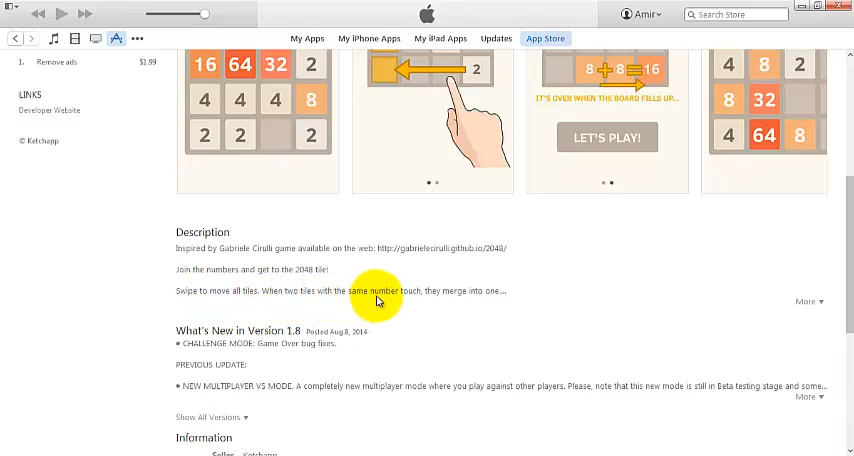 Amir
Search Store
My Apps
My iPhone Apps
My iPad Apps
Updates
App Store
1. Remove ads $1.99
LINKS
Developer Website
© Ketchapp
16 64 32 2
4 4 4 8
2 2 2
2
8 + 8 = 16
IT'S OVER WHEN THE BOARD FILLS UP...
LET'S PLAY!
4 8 2
8 32
4 64 8
Description
Inspired by Gabriele Cirulli game available on the web: http://gabrielecirulli.github.io/2048/
Join the numbers and get to the 2048 tile!
Swipe to move all tiles. When two tiles with the same number touch, they merge into one....
More
What's New in Version 1.8 Posted Aug 8, 2014
• CHALLENGE MODE: Game Over bug fixes.
PREVIOUS UPDATE:
• NEW MULTIPLAYER VS MODE. A completely new multiplayer mode where you play against other players. Please, note that this new mode is still in Beta testing stage and some...
More
Show All Versions
Information
Seller Ketchapp